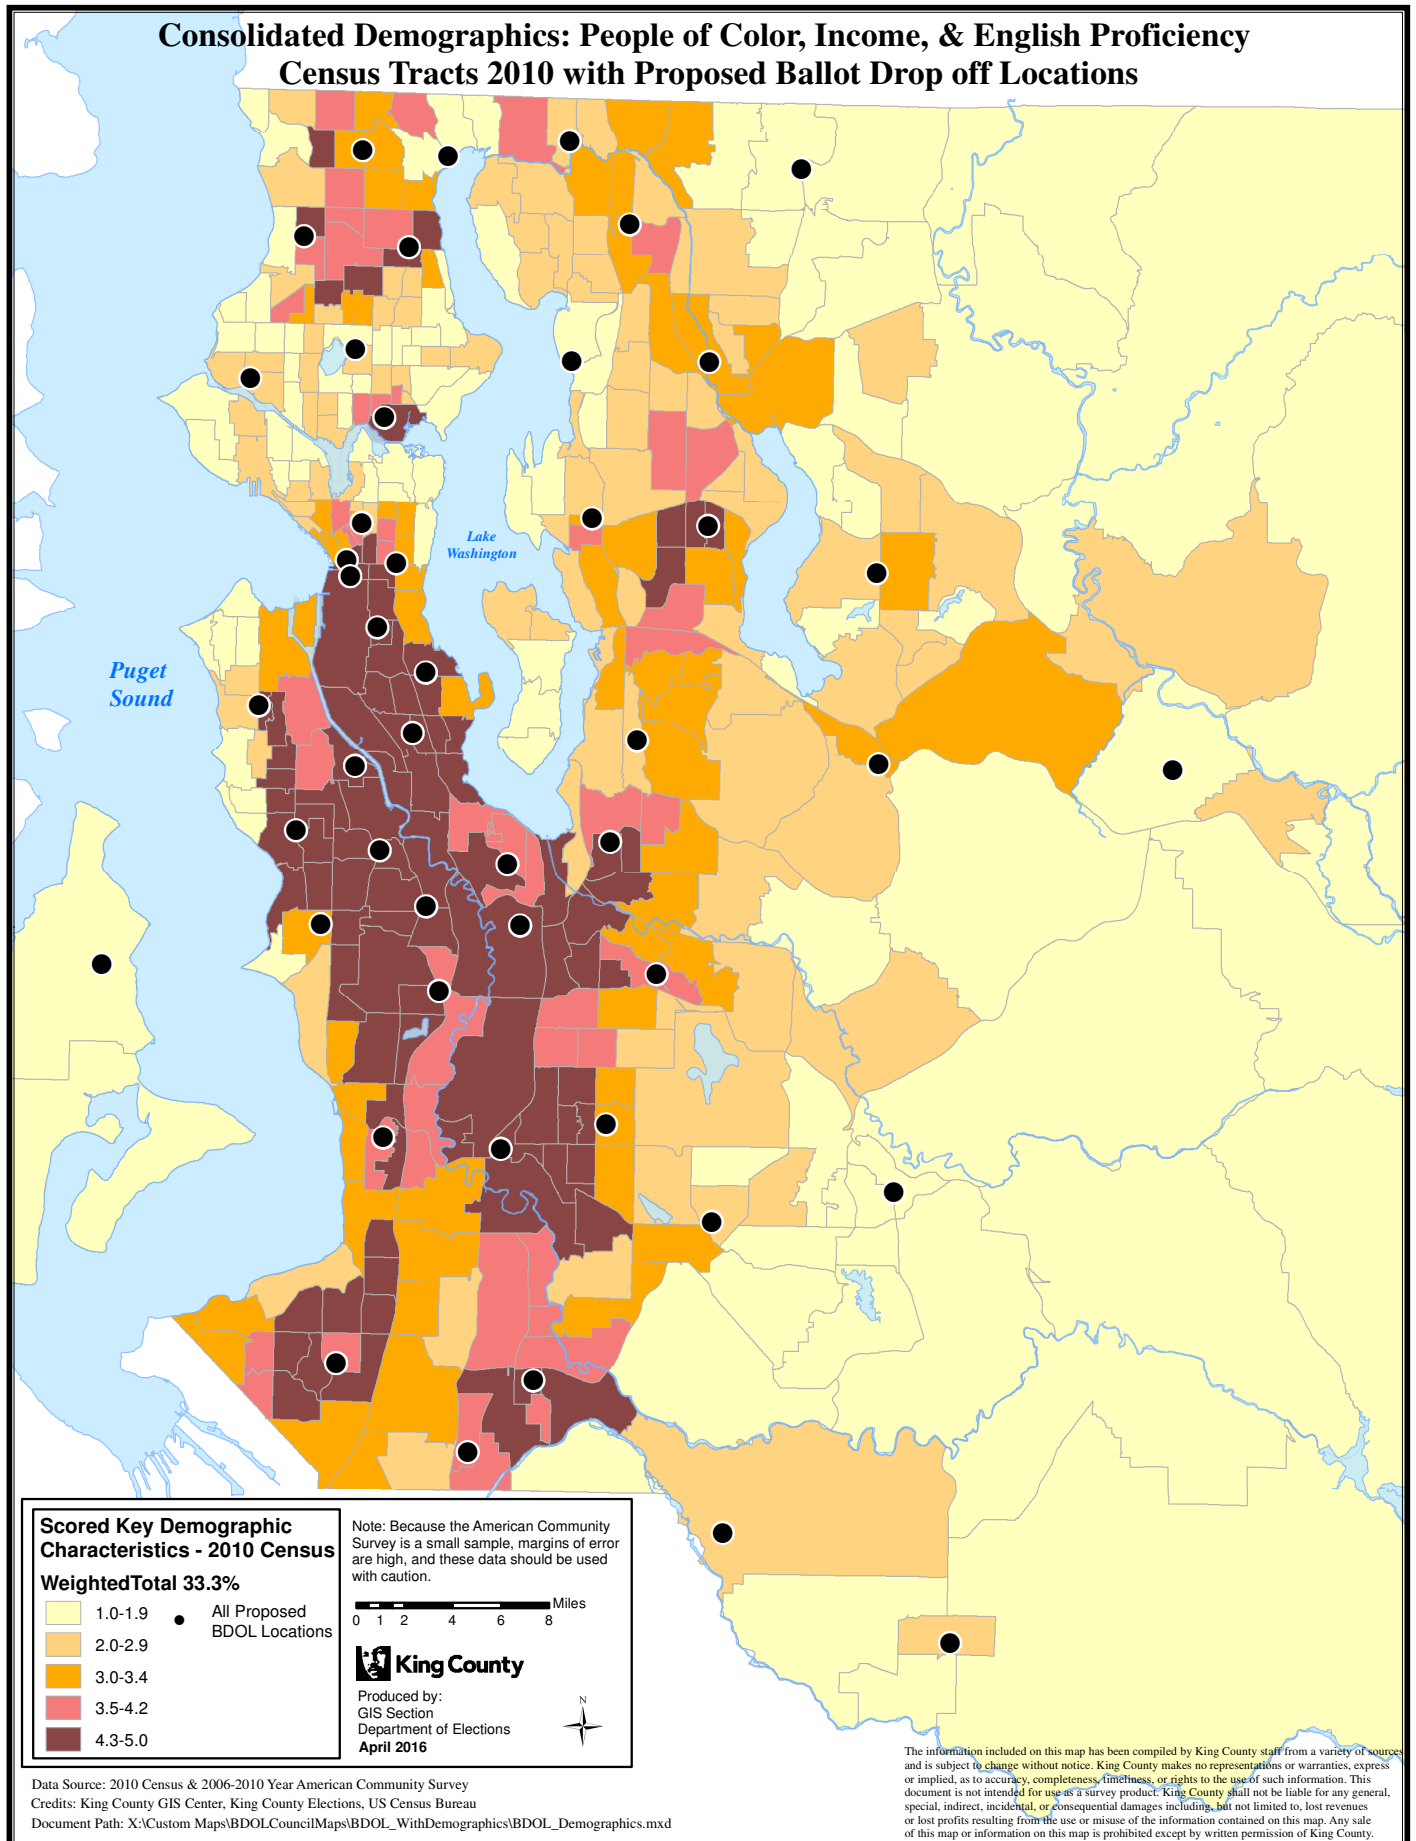 Consolidated Demographics: People of Color, Income, & English Proficiency
Census Tracts 2010 with Proposed Ballot Drop off Locations
Lake
Washington
Puget
Sound
Scored Key Demographic
Characteristics - 2010 Census
WeightedTotal 33.3%
1.0-1.9
2.0-2.9
3.0-3.4
3.5-4.2
4.3-5.0
All Proposed
BDOL Locations
Note: Because the American Community
Survey is a small sample, margins of error
are high, and these data should be used
with caution.
Miles
0 1 2 4 6 8
King County
Produced by:
GIS Section
Department of Elections
April 2016
N
Data Source: 2010 Census & 2006-2010 Year American Community Survey
Credits: King County GIS Center, King County Elections, US Census Bureau
Document Path: X:\Custom Maps\BDOLCouncilMaps\BDOL_WithDemographics\BDOL_Demographics.mxd
The information included on this map has been compiled by King County staff from a variety of sources
and is subject to change without notice. King County makes no representations or warranties, express
or implied, as to accuracy, completeness, timeliness, or rights to the use of such information. This
document is not intended for use as a survey product. King County shall not be liable for any general,
special, indirect, incidental, or consequential damages including, but not limited to, lost revenues
or lost profits resulting from the use or misuse of the information contained on this map. Any sale
of this map or information on this map is prohibited except by written permission of King County.